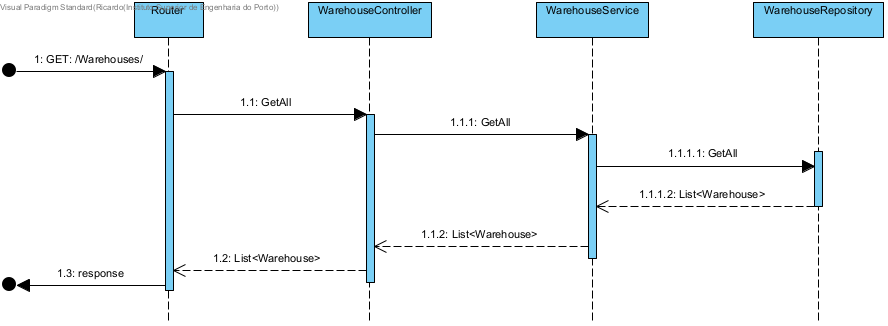 Visual Paradigm Standard(Ricardo(Instituto Superior de Engenharia do Porto))
Router
WarehouseController
WarehouseService
WarehouseRepository
1: GET: /Warehouses/
1.1: GetAll
1.1.1: GetAll
1.1.1.1: GetAll
1.1.1.2: List<Warehouse>
1.1.2: List<Warehouse>
1.2: List<Warehouse>
1.3: response